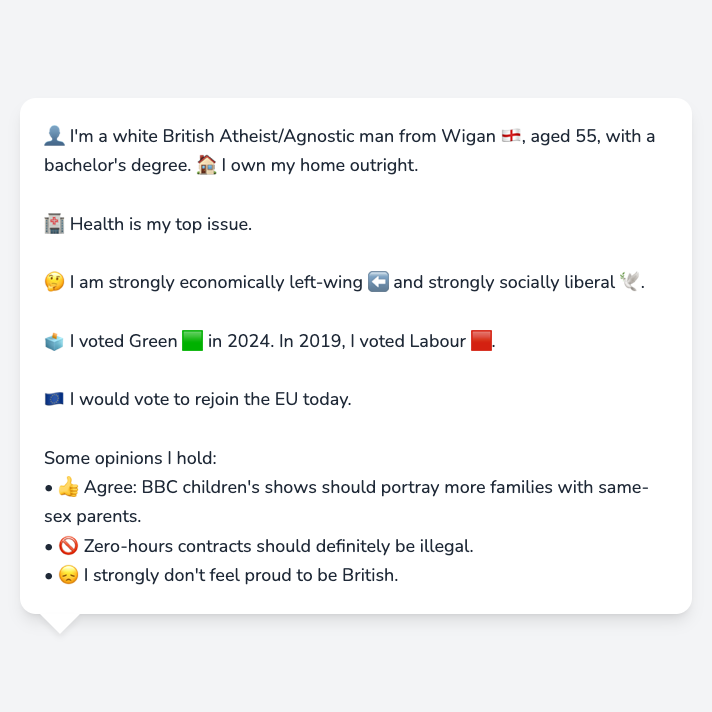 👤 I'm a white British Atheist/Agnostic man from Wigan 🏴󠁧󠁢󠁥󠁮󠁧󠁿, aged 55, with a
bachelor's degree. 🏠 I own my home outright.
🏥 Health is my top issue.
🤔 I am strongly economically left-wing ⬅️ and strongly socially liberal 🕊️.
🗳️ I voted Green 🟩 in 2024. In 2019, I voted Labour 🟥.
🇪🇺 I would vote to rejoin the EU today.
Some opinions I hold:
• 👍 Agree: BBC children's shows should portray more families with same-
sex parents.
• 🚫 Zero-hours contracts should definitely be illegal.
• 😞 I strongly don't feel proud to be British.